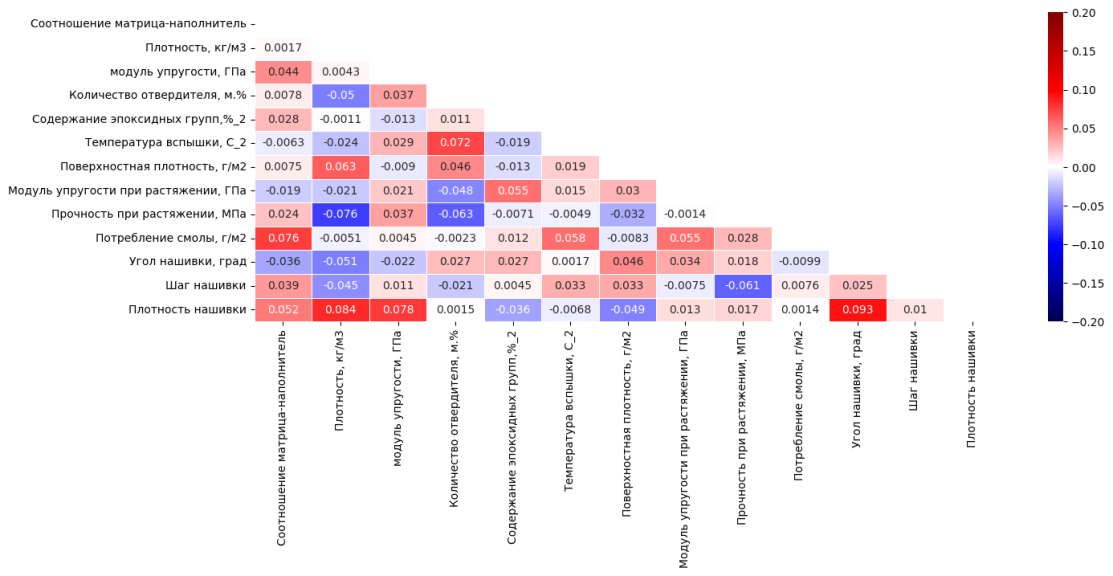 Соотношение матрица-наполнитель
Плотность, кг/м3 0.0017
модуль упругости, ГПа 0.044 0.0043
Количество отвердителя, м.% 0.0078 -0.05 0.037
Содержание эпоксидных групп,%_2 0.028 -0.0011 -0.013 0.011
Температура вспышки, С_2 -0.0063 -0.024 0.029 0.072 -0.019
Поверхностная плотность, г/м2 0.0075 0.063 -0.009 0.046 -0.013 0.019
Модуль упругости при растяжении, ГПа -0.019 -0.021 0.021 -0.048 0.055 0.015 0.03
Прочность при растяжении, МПа 0.024 -0.076 0.037 -0.063 -0.0071 -0.0049 -0.032 -0.0014
Потребление смолы, г/м2 0.076 -0.0051 0.0045 -0.0023 0.012 0.058 -0.0083 0.055 0.028
Угол нашивки, град -0.036 -0.051 -0.022 0.027 0.027 0.0017 0.046 0.034 0.018 -0.0099
Шаг нашивки 0.039 -0.045 0.011 -0.021 0.0045 0.033 0.033 -0.0075 -0.061 0.0076 0.025
Плотность нашивки 0.052 0.084 0.078 0.0015 -0.036 -0.0068 -0.049 0.013 0.017 0.0014 0.093 0.01
Соотношение матрица-наполнитель
Плотность, кг/м3
модуль упругости, ГПа
Количество отвердителя, м.%
Содержание эпоксидных групп,%_2
Температура вспышки, С_2
Поверхностная плотность, г/м2
Модуль упругости при растяжении, ГПа
Прочность при растяжении, МПа
Потребление смолы, г/м2
Угол нашивки, град
Шаг нашивки
Плотность нашивки
0.20
0.15
0.10
0.05
0.00
−0.05
−0.10
−0.15
−0.20